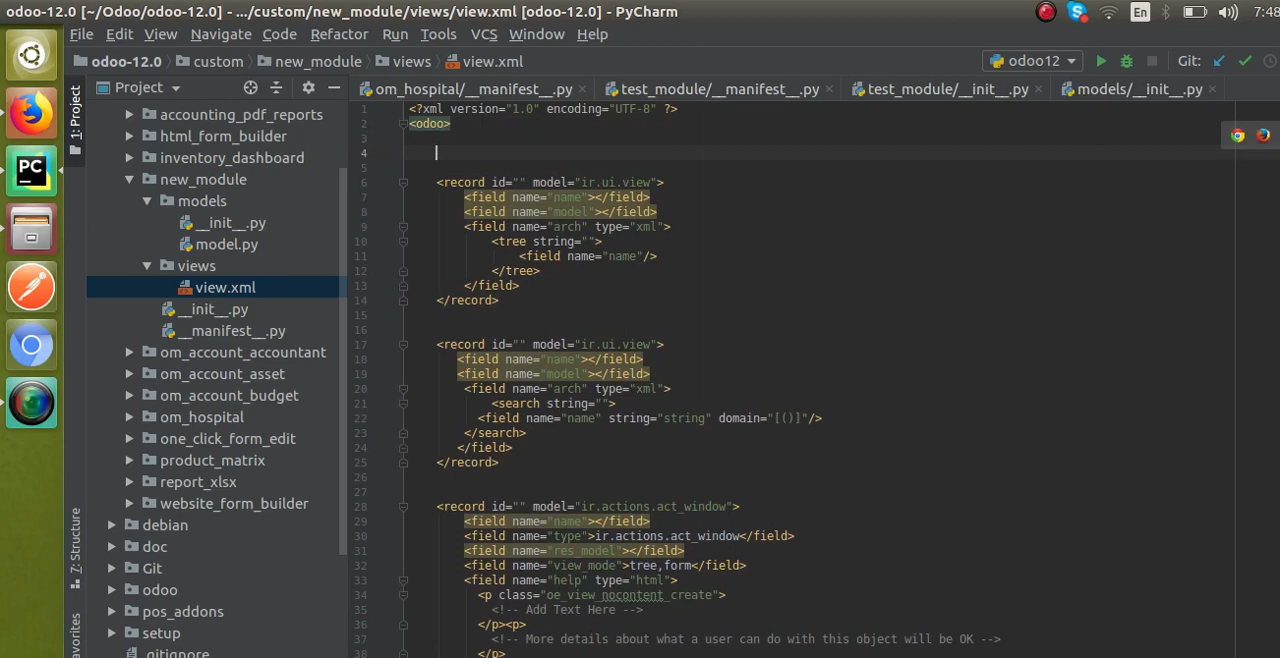 odoo-12.0 [~/Odoo/odoo-12.0] - .../custom/new_module/views/view.xml [odoo-12.0] - PyCharm
En
7:48
File Edit View Navigate Code Refactor Run Tools VCS Window Help
odoo-12.0 custom new_module views view.xml
odoo12
Git:
Project
om_hospital/__manifest__.py
test_module/__manifest__.py
test_module/__init__.py
models/__init__.py
1: Project
7: Structure
avorites
PC
accounting_pdf_reports
html_form_builder
inventory_dashboard
new_module
models
__init__.py
model.py
views
view.xml
__init__.py
__manifest__.py
om_account_accountant
om_account_asset
om_account_budget
om_hospital
one_click_form_edit
product_matrix
report_xlsx
website_form_builder
debian
doc
Git
odoo
pos_addons
setup
.gitignore
1 <?xml version="1.0" encoding="UTF-8" ?>
2 <odoo>
3
4
5
6 <record id="" model="ir.ui.view">
7 <field name="name"></field>
8 <field name="model"></field>
9 <field name="arch" type="xml">
10 <tree string="">
11 <field name="name"/>
12 </tree>
13 </field>
14 </record>
15
16
17 <record id="" model="ir.ui.view">
18 <field name="name"></field>
19 <field name="model"></field>
20 <field name="arch" type="xml">
21 <search string="">
22 <field name="name" string="string" domain="[()]"/>
23 </search>
24 </field>
25 </record>
26
27
28 <record id="" model="ir.actions.act_window">
29 <field name="name"></field>
30 <field name="type">ir.actions.act_window</field>
31 <field name="res_model"></field>
32 <field name="view_mode">tree,form</field>
33 <field name="help" type="html">
34 <p class="oe_view_nocontent_create">
35 <!-- Add Text Here -->
36 </p><p>
37 <!-- More details about what a user can do with this object will be OK -->
38 </p>